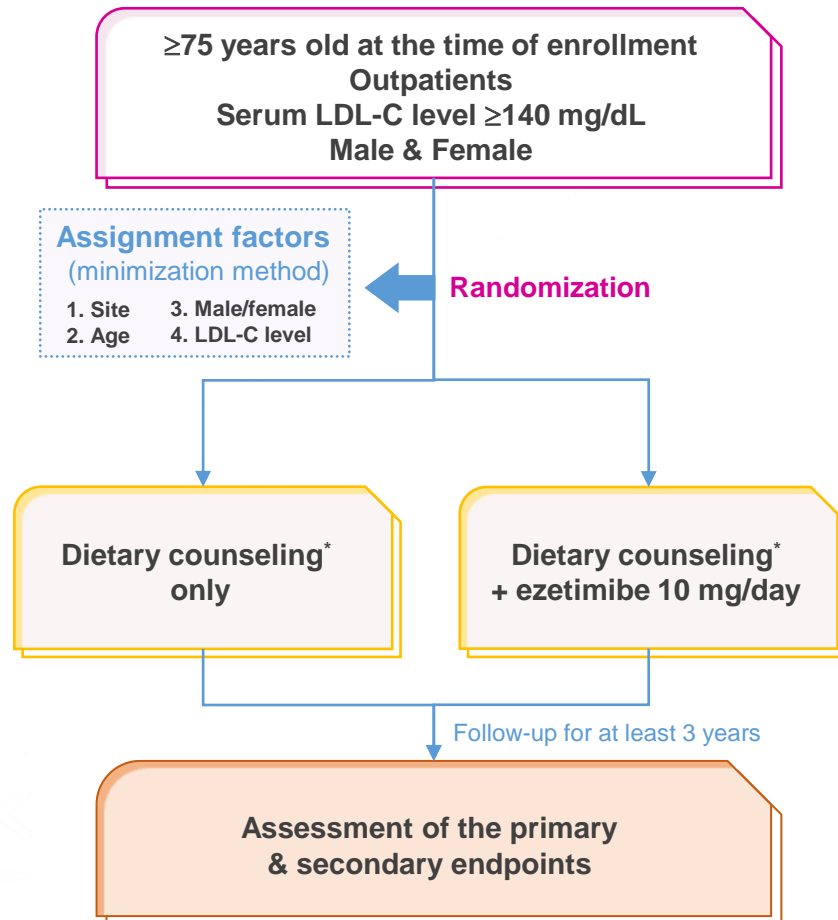 ≥75 years old at the time of enrollment
Outpatients
Serum LDL-C level ≥140 mg/dL
Male & Female
Assignment factors
(minimization method)
1. Site 3. Male/female
2. Age 4. LDL-C level
Randomization
Dietary counseling*
only
Dietary counseling*
+ ezetimibe 10 mg/day
Follow-up for at least 3 years
Assessment of the primary
& secondary endpoints